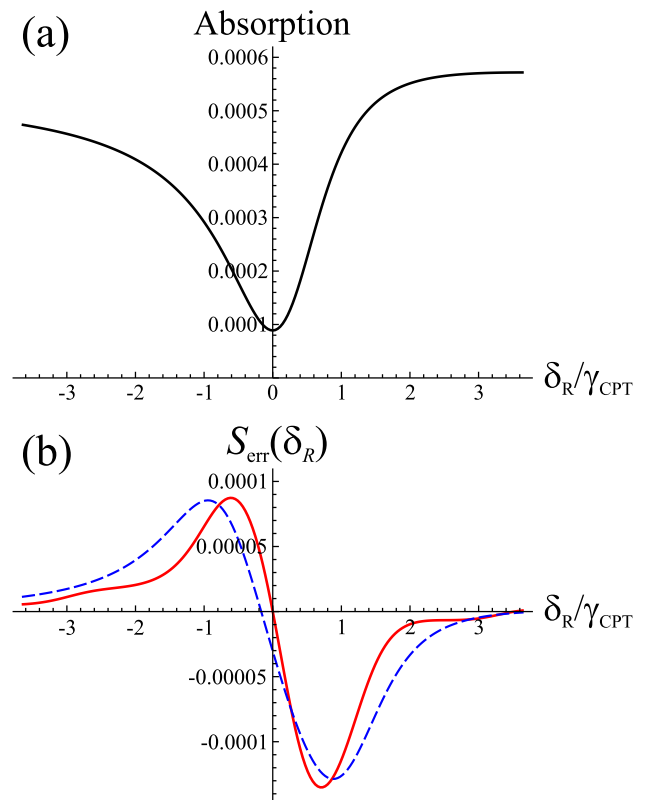 (a)
Absorption
0.0006
0.0005
0.0004
0.0003
0.0002
0.0001
-3 -2 -1 0 1 2 3
δR/γCPT
(b)
Serr(δR)
0.0001
0.00005
-3 -2 -1 1 2 3
δR/γCPT
-0.00005
-0.0001